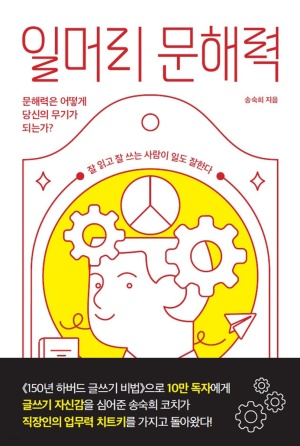 일머리 문해력
문해력은 어떻게
당신의 무기가
되는가?
송숙희 지음
잘 읽고 잘 쓰는 사람이 일도 잘한다
《150년 하버드 글쓰기 비법》으로 10만 독자에게
글쓰기 자신감을 심어준 송숙희 코치가
직장인의 업무력 치트키를 가지고 돌아왔다!